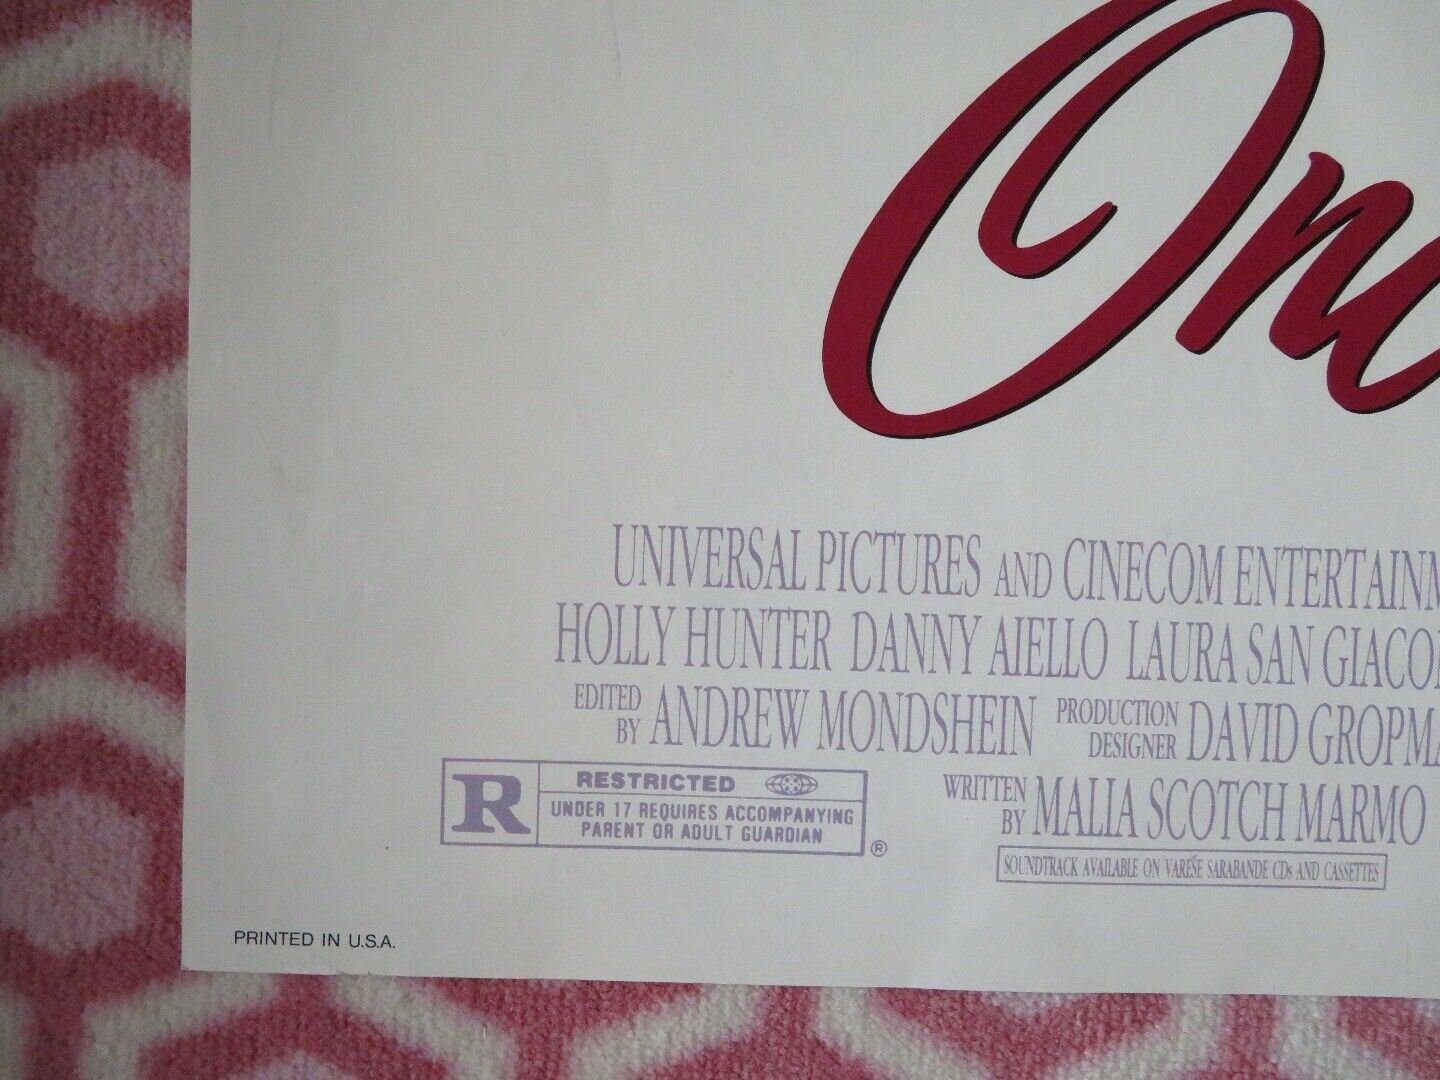 On
UNIVERSAL PICTURES AND CINECOM ENTERTAINM
HOLLY HUNTER DANNY AIELLO LAURA SAN GIACO
EDITED BY ANDREW MONDSHEIN PRODUCTION DESIGNER DAVID GROPMA
WRITTEN BY MALIA SCOTCH MARMO
R RESTRICTED
UNDER 17 REQUIRES ACCOMPANYING
PARENT OR ADULT GUARDIAN
®
SOUNDTRACK AVAILABLE ON VARESE SARABANDE CDs AND CASSETTES
PRINTED IN U.S.A.